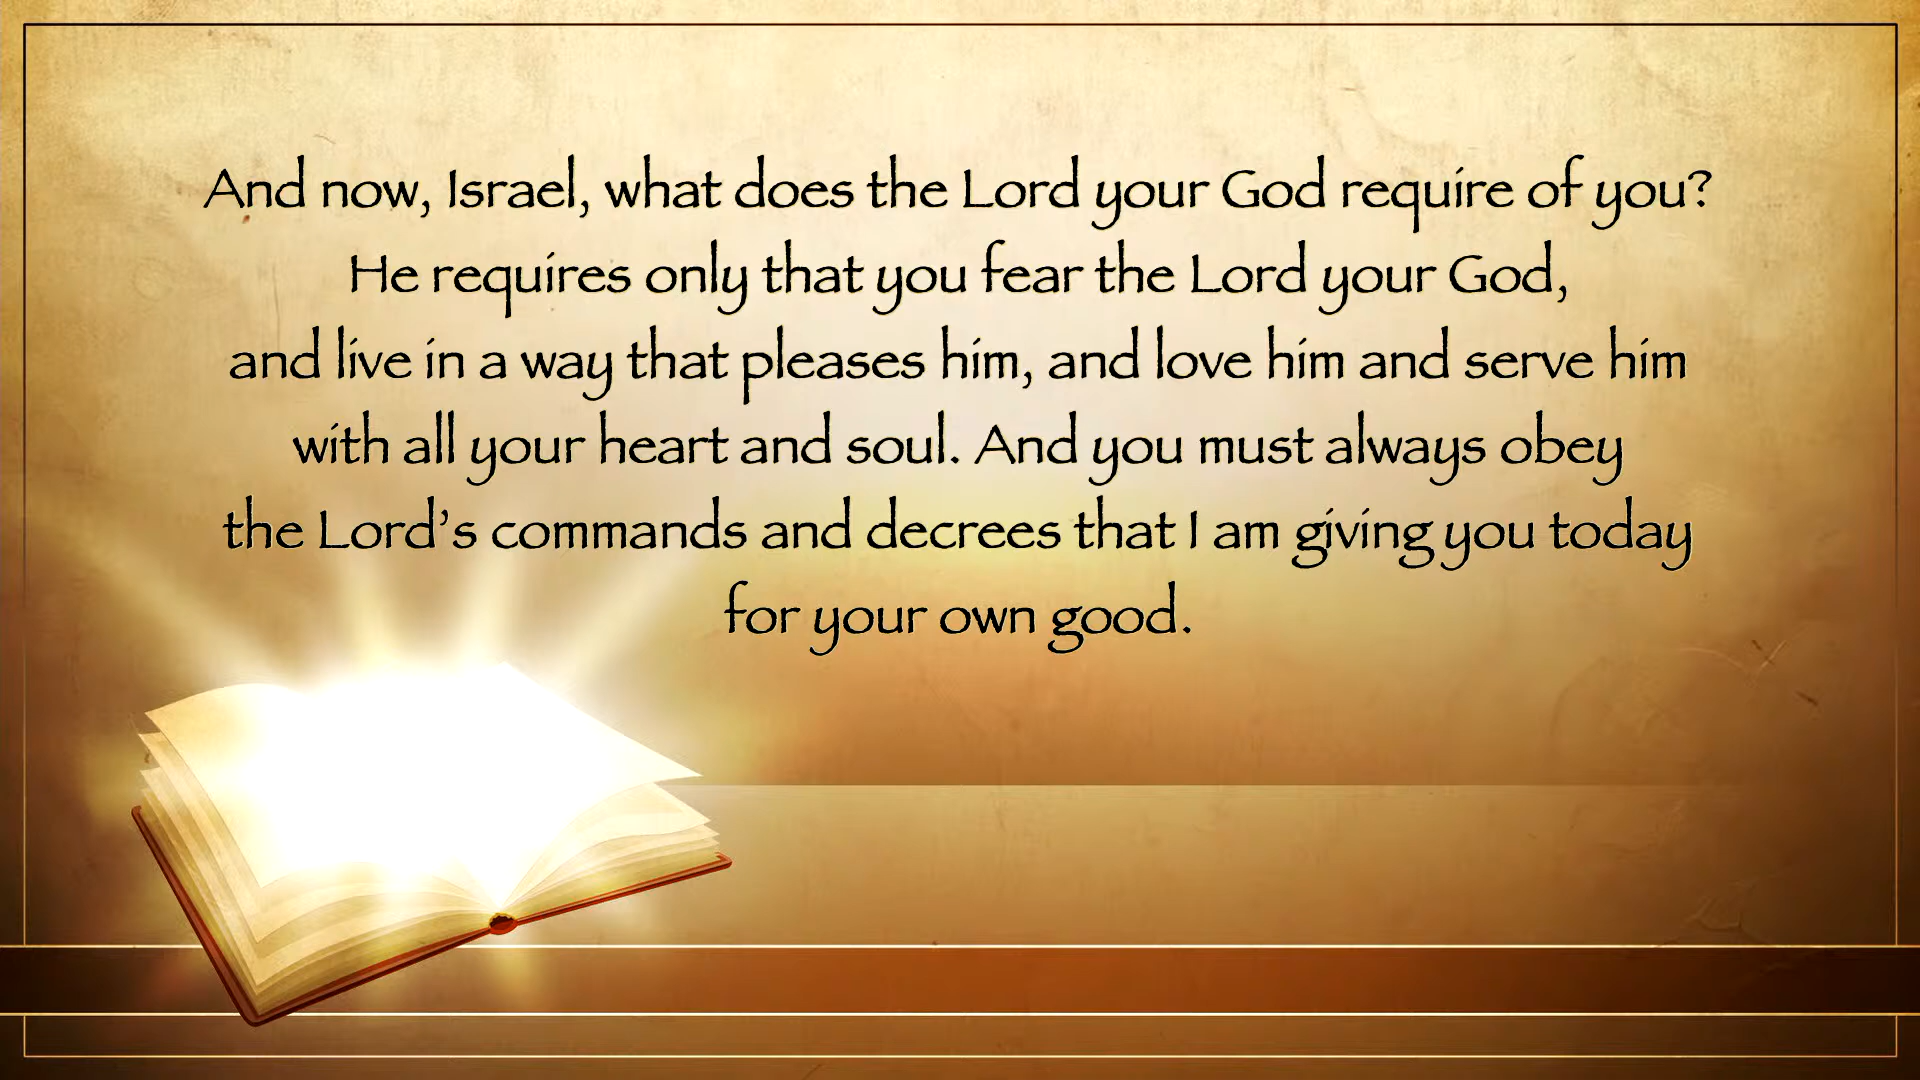 And now, Israel, what does the Lord your God require of you?
He requires only that you fear the Lord your God,
and live in a way that pleases him, and love him and serve him
with all your heart and soul. And you must always obey
the Lord’s commands and decrees that I am giving you today
for your own good.